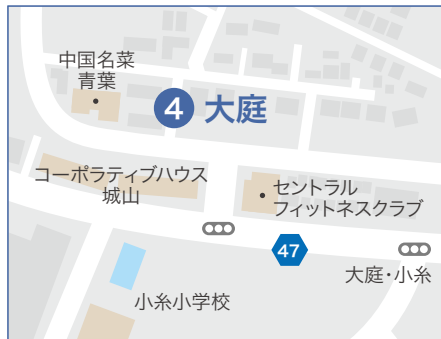 中国名菜
青葉
4 大庭
コーポラティブハウス
城山
セントラル
フィットネスクラブ
47
大庭・小糸
小糸小学校